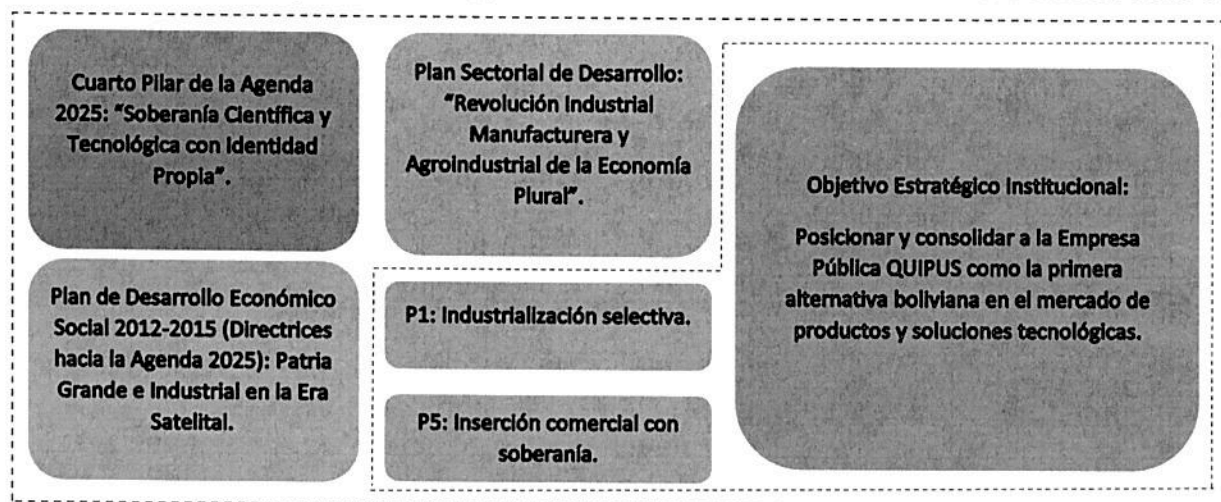 Cuarto Pilar de la Agenda
2025: "Soberanía Científica y
Tecnológica con Identidad
Propia".
Plan de Desarrollo Económico
Social 2012-2015 (Directrices
hacia la Agenda 2025): Patria
Grande e Industrial en la Era
Satelital.
Plan Sectorial de Desarrollo:
"Revolución Industrial
Manufacturera y
Agroindustrial de la Economía
Plural".
P1: Industrialización selectiva.
P5: Inserción comercial con
soberanía.
Objetivo Estratégico Institucional:
Posicionar y consolidar a la Empresa
Pública QUIPUS como la primera
alternativa boliviana en el mercado de
productos y soluciones tecnológicas.